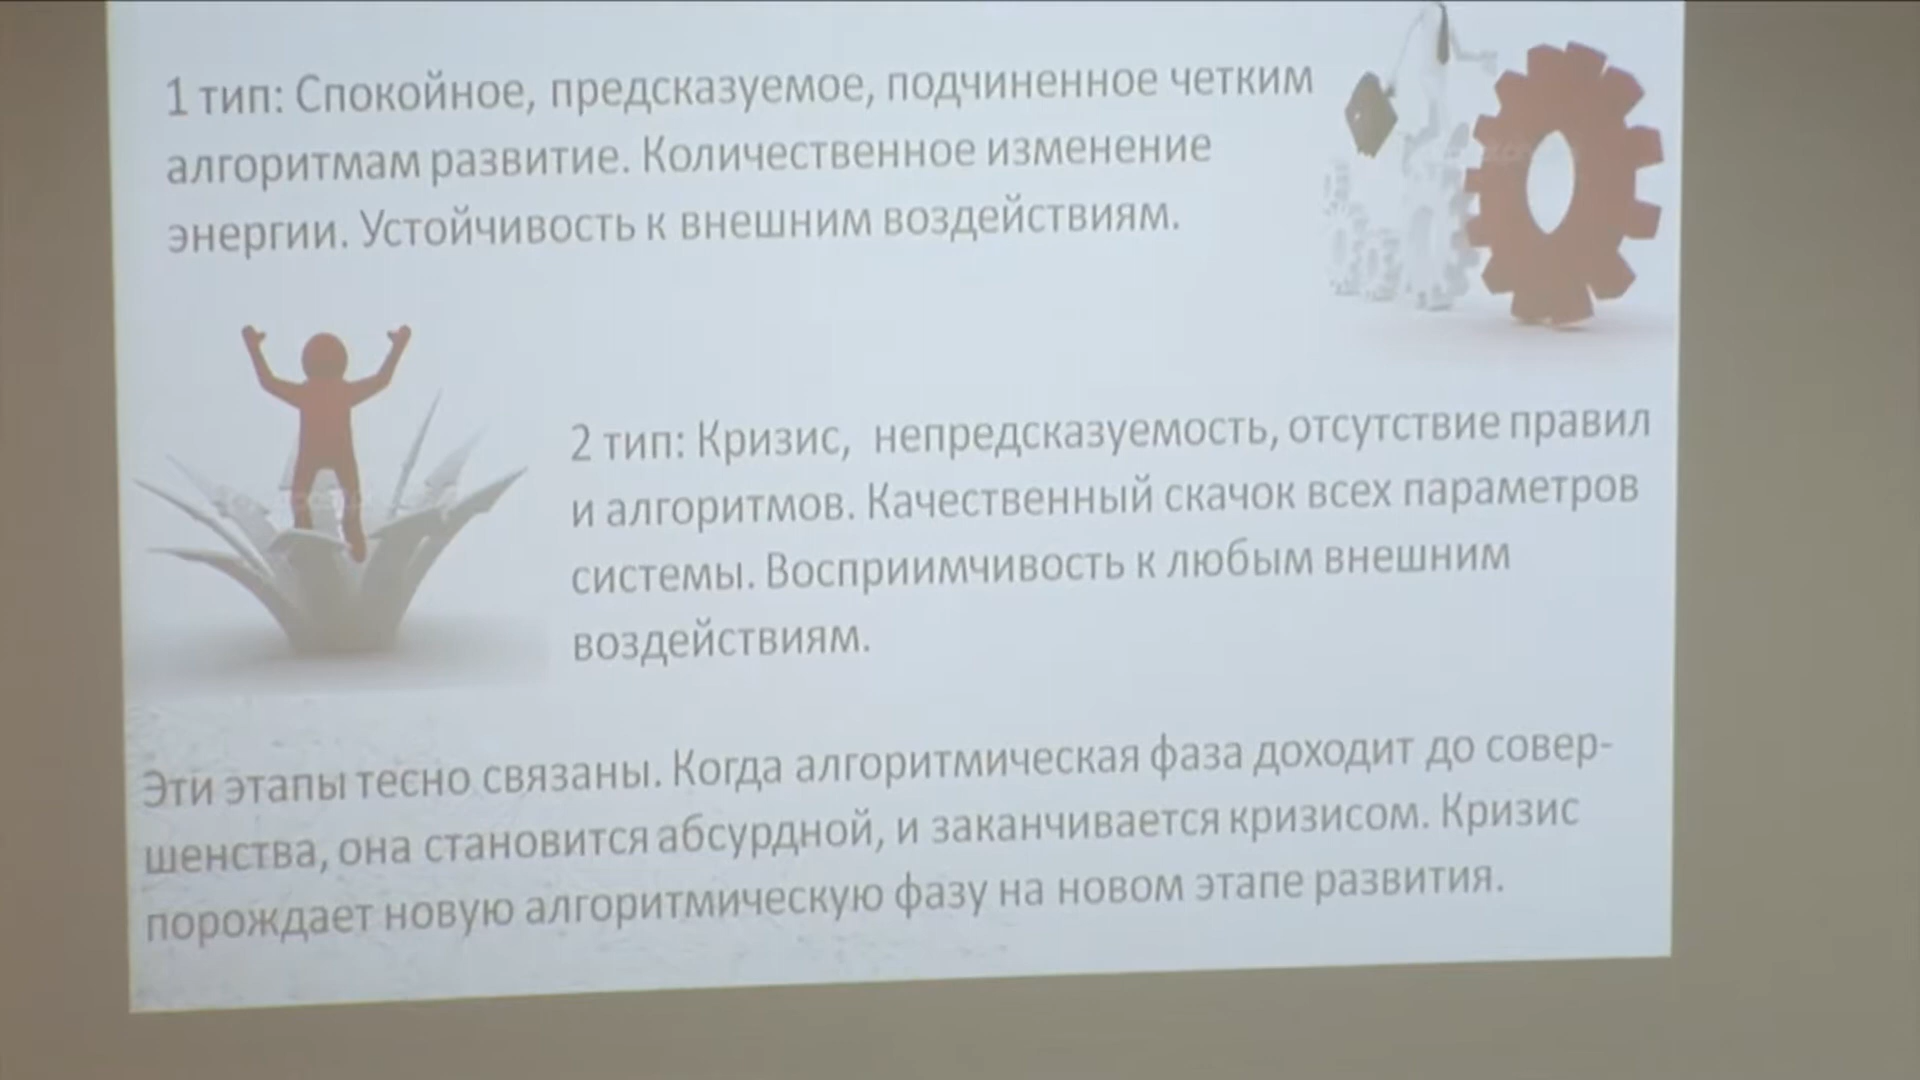 1 тип: Спокойное, предсказуемое, подчиненное четким
алгоритмам развитие. Количественное изменение
энергии. Устойчивость к внешним воздействиям.
2 тип: Кризис, непредсказуемость, отсутствие правил
и алгоритмов. Качественный скачок всех параметров
системы. Восприимчивость к любым внешним
воздействиям.
Эти этапы тесно связаны. Когда алгоритмическая фаза доходит до совер-
шенства, она становится абсурдной, и заканчивается кризисом. Кризис
порождает новую алгоритмическую фазу на новом этапе развития.